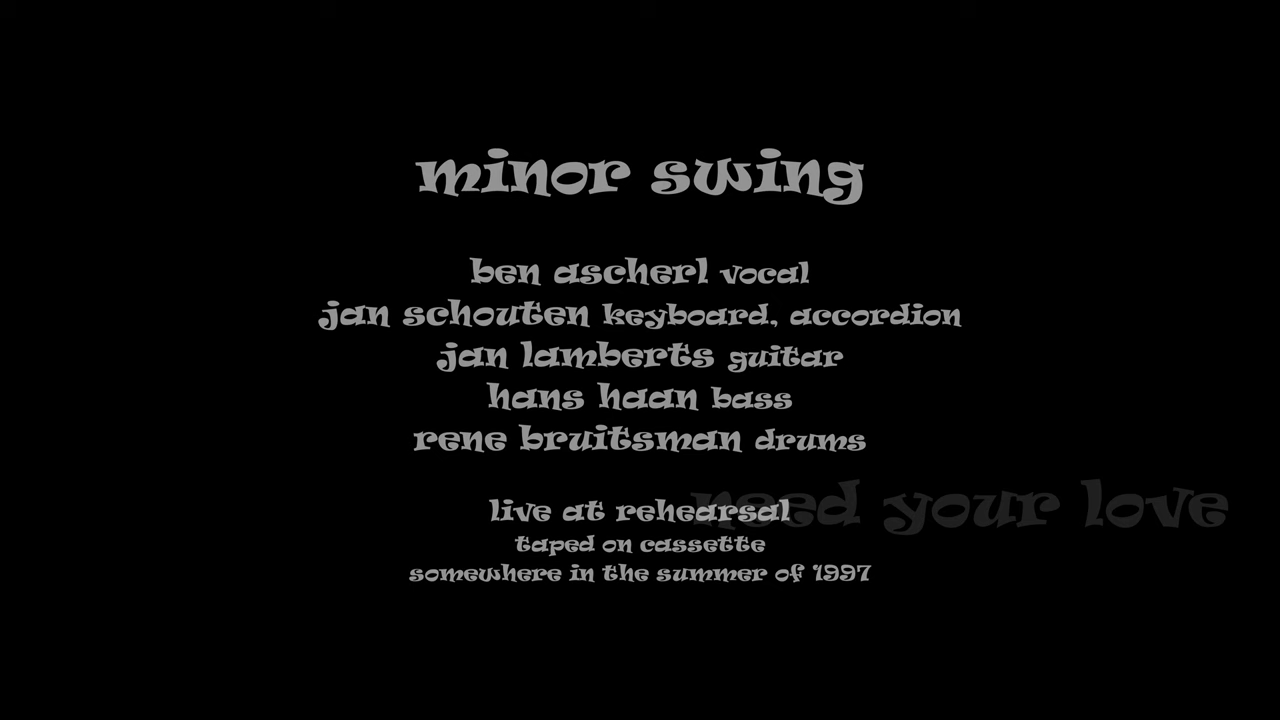 minor swing
ben ascherl vocal
jan schouten keyboard, accordion
jan lamberts guitar
hans haan bass
rene bruitsman drums
need your love
live at rehearsal
taped on cassette
somewhere in the summer of 1997